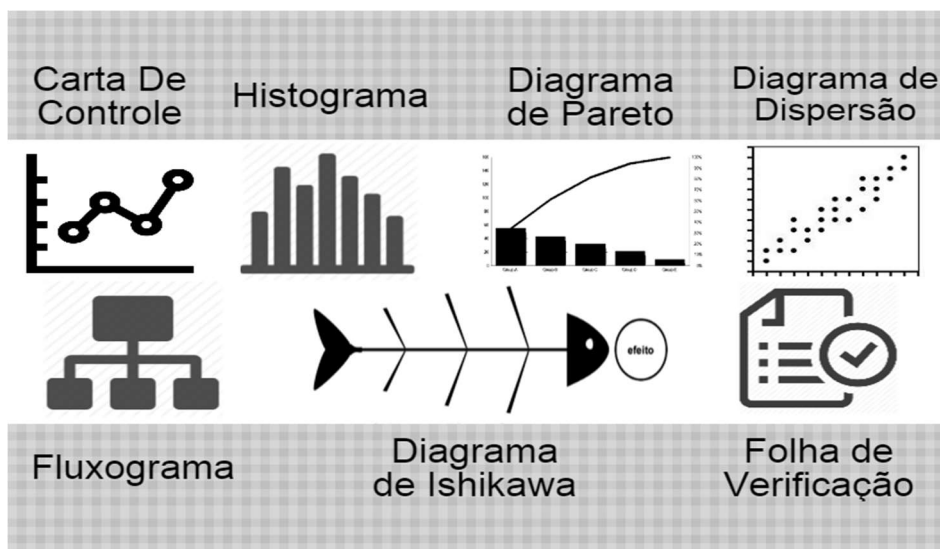 Carta De
Controle
Histograma
Diagrama
de Pareto
Diagrama de
Dispersão
efeito
Fluxograma
Diagrama
de Ishikawa
Folha de
Verificação